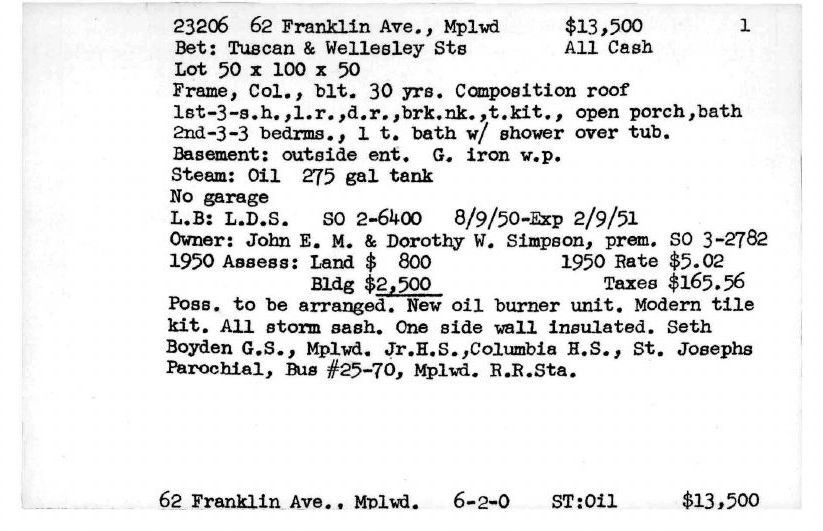 23206 62 Franklin Ave., Mplwd $13,500 1
Bet: Tuscan & Wellesley Sts All Cash
Lot 50 x 100 x 50
Frame, Col., blt. 30 yrs. Composition roof
1st-3-s.h.,l.r.,d.r.,brk.nk.,t.kit., open porch,bath
2nd-3-3 bedrms., 1 t. bath w/ shower over tub.
Basement: outside ent. G. iron w.p.
Steam: Oil 275 gal tank
No garage
L.B: L.D.S. SO 2-6400 8/9/50-Exp 2/9/51
Owner: John E. M. & Dorothy W. Simpson, prem. SO 3-2782
1950 Assess: Land $ 800 1950 Rate $5.02
Bldg $2,500 Taxes $165.56
Poss. to be arranged. New oil burner unit. Modern tile
kit. All storm sash. One side wall insulated. Seth
Boyden G.S., Mplwd. Jr.H.S.,Columbia H.S., St. Josephs
Parochial, Bus #25-70, Mplwd. R.R.Sta.
62 Franklin Ave., Mplwd. 6-2-0 ST:Oil $13,500